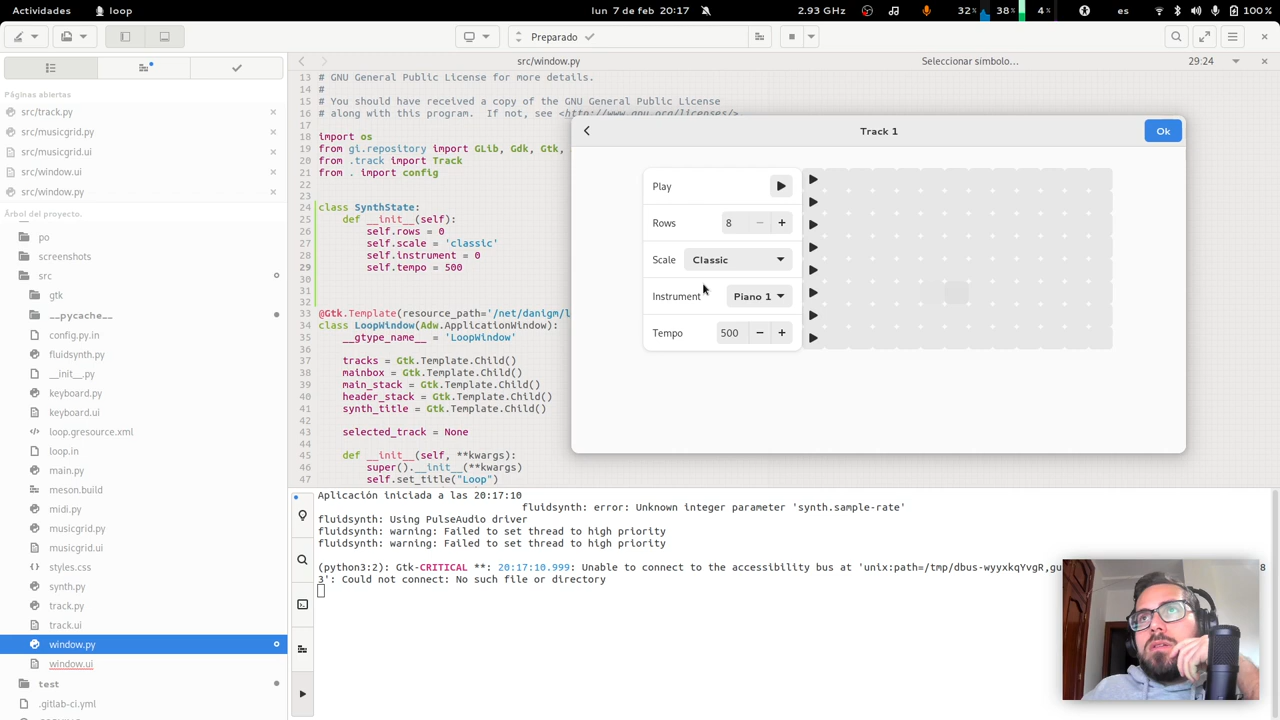 Actividades
loop
lun 7 de feb 20:17
2.93 GHz
32%
38%
4%
es
100%
Preparado
src/window.py
Seleccionar símbolo…
29:24
Páginas abiertas
src/track.py
src/musicgrid.py
src/musicgrid.ui
src/window.ui
src/window.py
Árbol del proyecto.
po
screenshots
src
gtk
__pycache__
config.py.in
fluidsynth.py
__init__.py
keyboard.py
keyboard.ui
loop.gresource.xml
loop.in
main.py
meson.build
midi.py
musicgrid.py
musicgrid.ui
styles.css
synth.py
track.py
track.ui
window.py
window.ui
test
.gitlab-ci.yml
13 # GNU General Public License for more details.
14 #
15 # You should have received a copy of the GNU General Public License
16 # along with this program.  If not, see <http://www.gnu.org/licenses/>
17
18 import os
19 from gi.repository import GLib, Gdk, Gtk,
20 from .track import Track
21 from . import config
22
23
24 class SynthState:
25     def __init__(self):
26         self.rows = 0
27         self.scale = 'classic'
28         self.instrument = 0
29         self.tempo = 500
30
31
32
33 @Gtk.Template(resource_path='/net/danigm/l
34 class LoopWindow(Adw.ApplicationWindow):
35     __gtype_name__ = 'LoopWindow'
36
37     tracks = Gtk.Template.Child()
38     mainbox = Gtk.Template.Child()
39     main_stack = Gtk.Template.Child()
40     header_stack = Gtk.Template.Child()
41     synth_title = Gtk.Template.Child()
42
43     selected_track = None
44
45     def __init__(self, **kwargs):
46         super().__init__(**kwargs)
47         self.set_title("Loop")
Track 1
Ok
Play
Rows 8
Scale Classic
Instrument Piano 1
Tempo 500
Aplicación iniciada a las 20:17:10
fluidsynth: error: Unknown integer parameter 'synth.sample-rate'
fluidsynth: Using PulseAudio driver
fluidsynth: warning: Failed to set thread to high priority
fluidsynth: warning: Failed to set thread to high priority
(python3:2): Gtk-CRITICAL **: 20:17:10.999: Unable to connect to the accessibility bus at 'unix:path=/tmp/dbus-wyyxkqYvgR,gu 8
3': Could not connect: No such file or directory